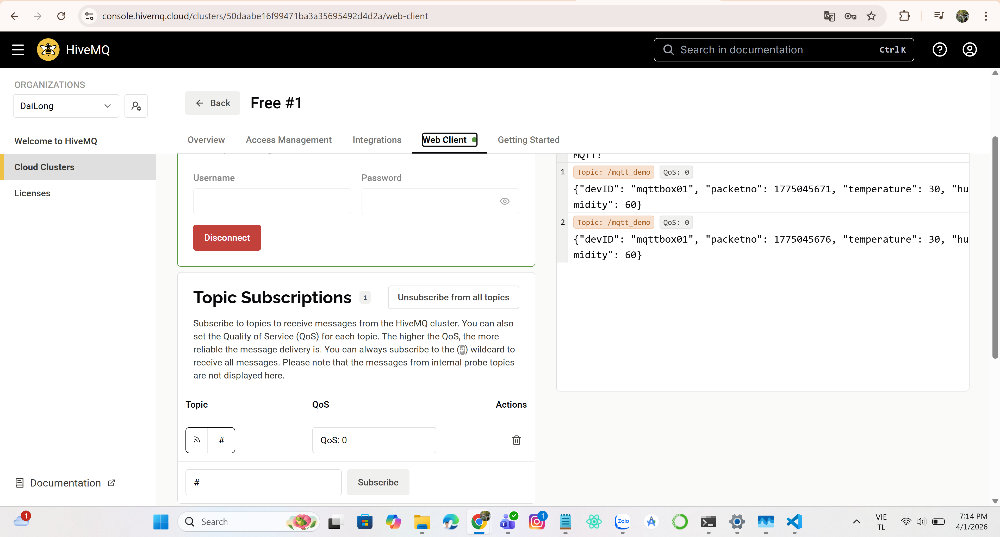 console.hivemq.cloud/clusters/50daabe16f99471ba3a35695492d4d2a/web-client
HiveMQ
Search in documentation
Ctrl K
ORGANIZATIONS
DaiLong
Welcome to HiveMQ
Cloud Clusters
Licenses
Documentation
Back
Free #1
Overview
Access Management
Integrations
Web Client
Getting Started
Username
Password
Disconnect
Topic Subscriptions 1
Unsubscribe from all topics
Subscribe to topics to receive messages from the HiveMQ cluster. You can also
set the Quality of Service (QoS) for each topic. The higher the QoS, the more
reliable the message delivery is. You can always subscribe to the (#) wildcard to
receive all messages. Please note that the messages from internal probe topics
are not displayed here.
Topic
QoS
Actions
#
QoS: 0
#
Subscribe
MQTT!
1
Topic: /mqtt_demo
QoS: 0
{"devID": "mqttbox01", "packetno": 1775045671, "temperature": 30, "hu
midity": 60}
2
Topic: /mqtt_demo
QoS: 0
{"devID": "mqttbox01", "packetno": 1775045676, "temperature": 30, "hu
midity": 60}
1
Search
T
1
Zalo
VIE
TL
7:14 PM
4/1/2026